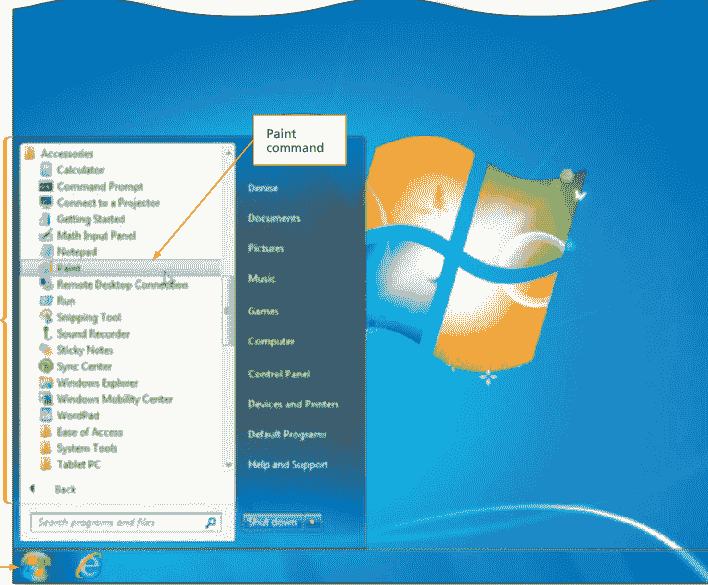 Paint
command
Accessories
Calculator
Command Prompt
Connect to a Projector
Getting Started
Math Input Panel
Notepad
Paint
Remote Desktop Connection
Run
Snipping Tool
Sound Recorder
Sticky Notes
Sync Center
Windows Explorer
Windows Mobility Center
WordPad
Ease of Access
System Tools
Tablet PC
Back
Search programs and files
Denise
Documents
Pictures
Music
Games
Computer
Control Panel
Devices and Printers
Default Programs
Help and Support
Shut down